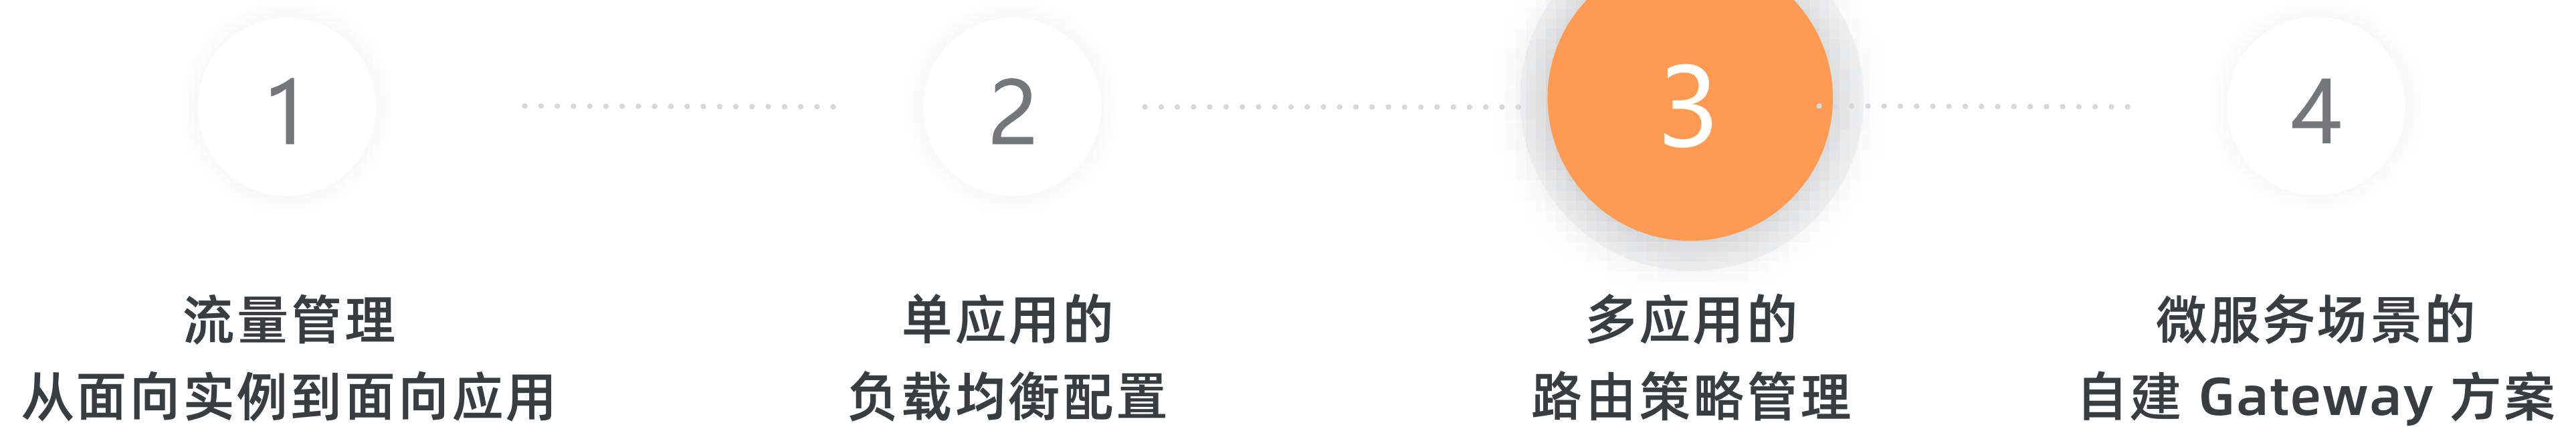 1
2
3
4
流量管理
从面向实例到面向应用
单应用的
负载均衡配置
多应用的
路由策略管理
微服务场景的
自建 Gateway 方案